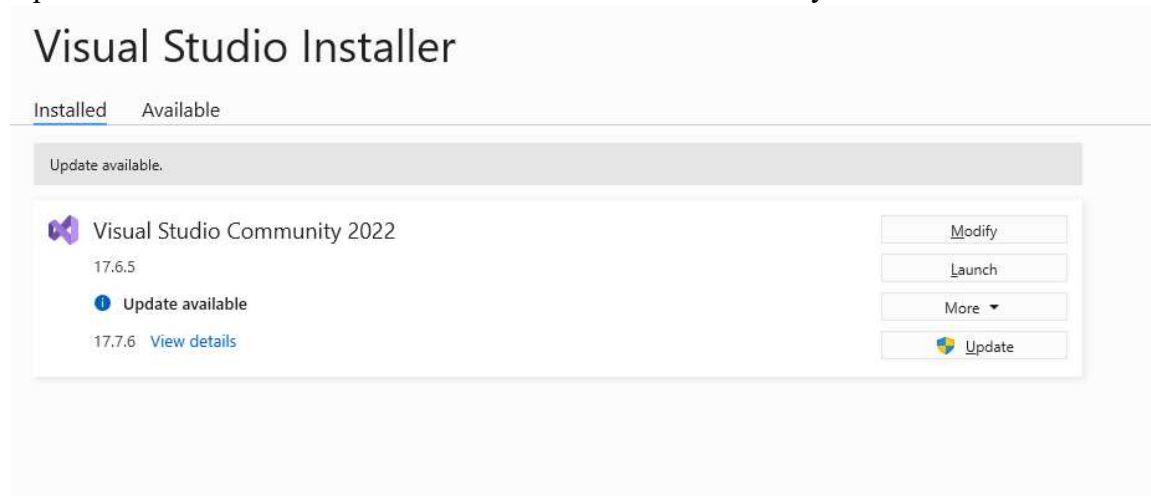 Visual Studio Installer
Installed Available
Update available.
Visual Studio Community 2022
Modify
17.6.5
Launch
Update available
More
17.7.6 View details
Update